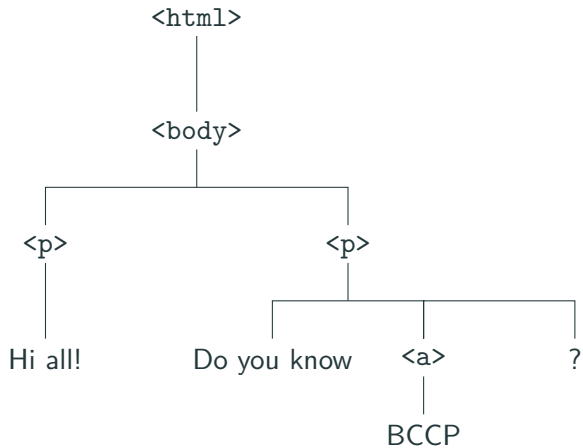 <html>
<body>
<p> <p>
Hi all! Do you know <a> ?
BCCP